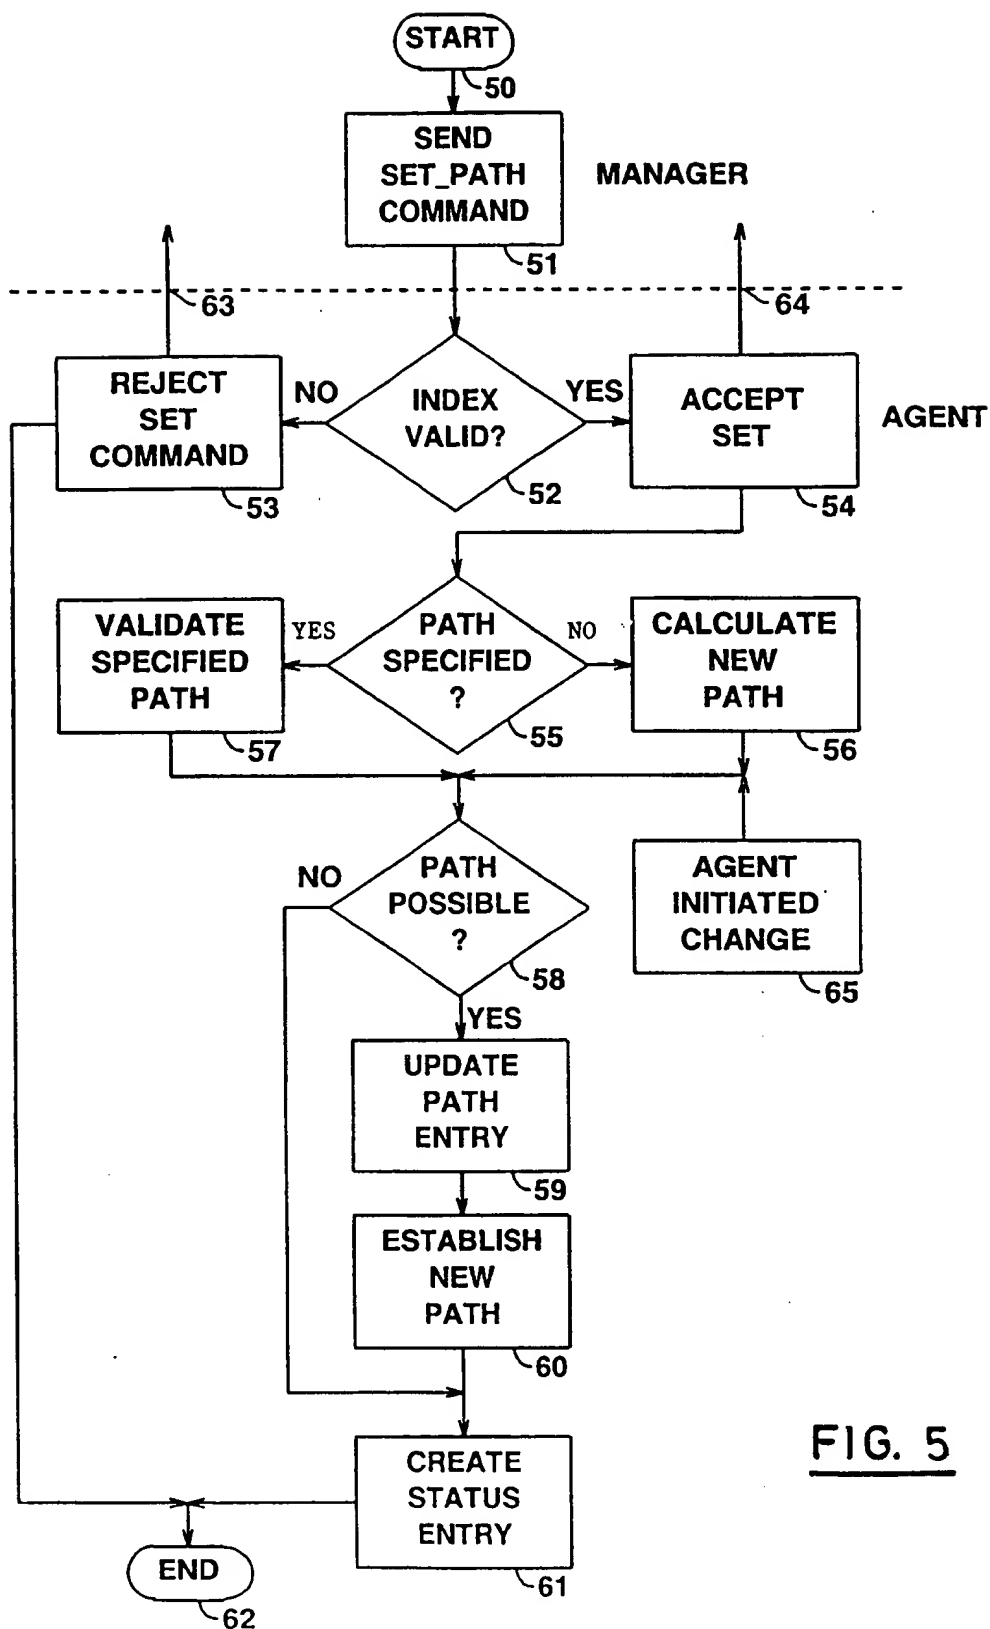 START
50
SEND
SET_PATH
COMMAND
MANAGER
51
63
64
REJECT
SET
COMMAND
NO
INDEX
VALID?
YES
ACCEPT
SET
AGENT
53
52
54
VALIDATE
SPECIFIED
PATH
YES
PATH
SPECIFIED
?
NO
CALCULATE
NEW
PATH
57
55
56
NO
PATH
POSSIBLE
?
AGENT
INITIATED
CHANGE
58
65
YES
UPDATE
PATH
ENTRY
59
ESTABLISH
NEW
PATH
60
CREATE
STATUS
ENTRY
FIG. 5
END
61
62